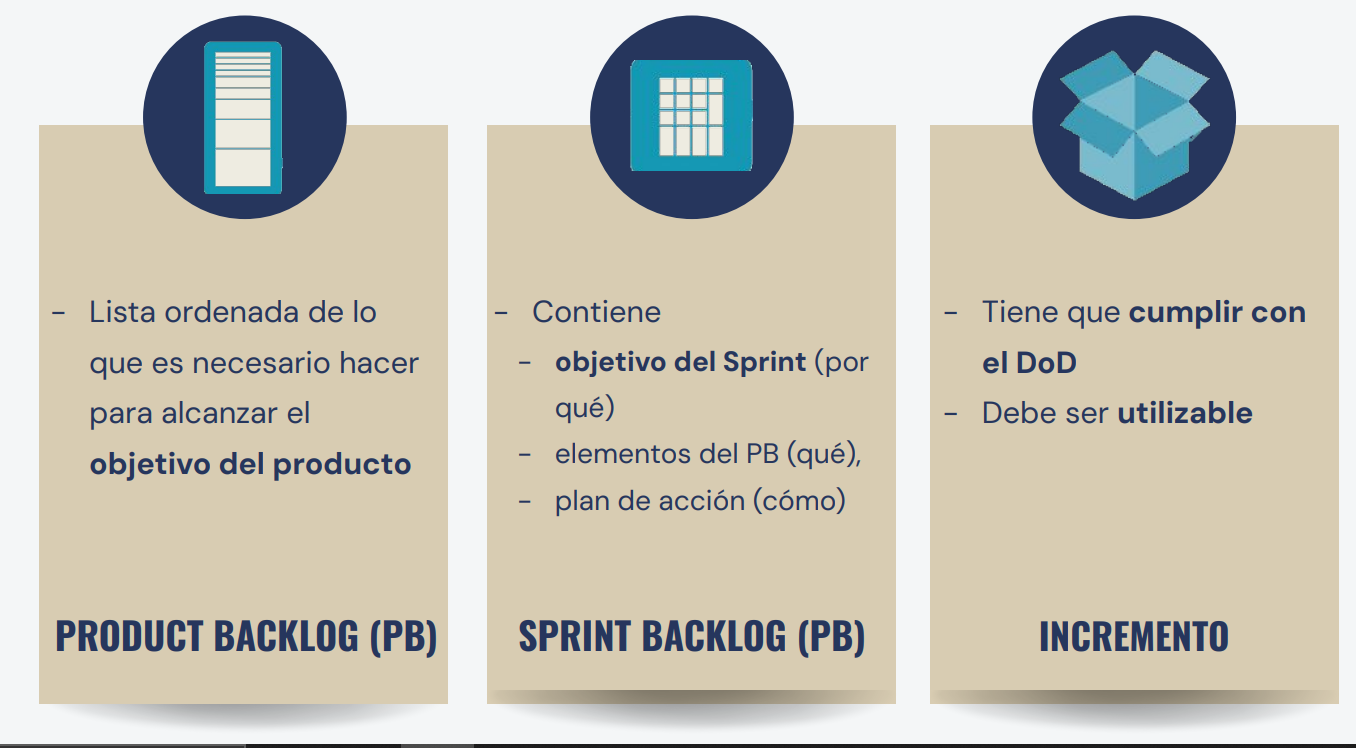 - Lista ordenada de lo
que es necesario hacer
para alcanzar el
objetivo del producto
PRODUCT BACKLOG (PB)
- Contiene
- objetivo del Sprint (por
qué)
- elementos del PB (qué),
- plan de acción (cómo)
SPRINT BACKLOG (PB)
- Tiene que cumplir con
el DoD
- Debe ser utilizable
INCREMENTO